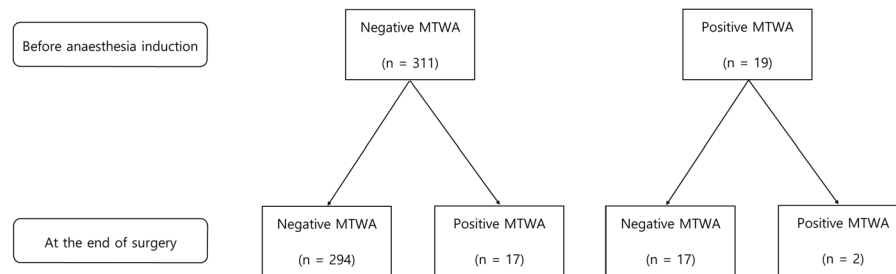 Before anaesthesia induction
Negative MTWA
(n = 311)
Positive MTWA
(n = 19)
At the end of surgery
Negative MTWA
(n = 294)
Positive MTWA
(n = 17)
Negative MTWA
(n = 17)
Positive MTWA
(n = 2)